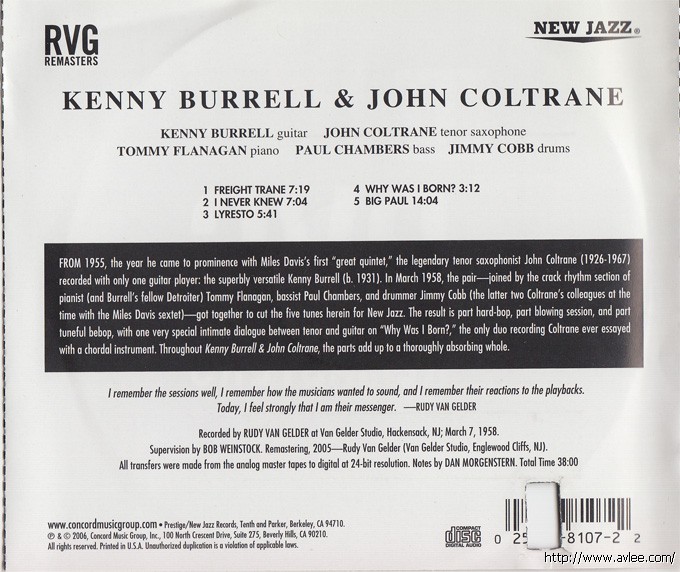 RVG
REMASTERS
NEW JAZZ®
KENNY BURRELL & JOHN COLTRANE
KENNY BURRELL guitar JOHN COLTRANE tenor saxophone
TOMMY FLANAGAN piano PAUL CHAMBERS bass JIMMY COBB drums
1 FREIGHT TRANE 7:19
2 I NEVER KNEW 7:04
3 LYRESTO 5:41
4 WHY WAS I BORN? 3:12
5 BIG PAUL 14:04
FROM 1955, the year he came to prominence with Miles Davis's first "great quintet," the legendary tenor saxophonist John Coltrane (1926-1967)
recorded with only one guitar player: the superbly versatile Kenny Burrell (b. 1931). In March 1958, the pair—joined by the crack rhythm section of
pianist (and Burrell's fellow Detroiter) Tommy Flanagan, bassist Paul Chambers, and drummer Jimmy Cobb (the latter two Coltrane's colleagues at the
time with the Miles Davis sextet)—got together to cut the five tunes herein for New Jazz. The result is part hard-bop, part blowing session, and part
tuneful bebop, with one very special intimate dialogue between tenor and guitar on "Why Was I Born?," the only duo recording Coltrane ever essayed
with a chordal instrument. Throughout Kenny Burrell & John Coltrane, the parts add up to a thoroughly absorbing whole.
I remember the sessions well, I remember how the musicians wanted to sound, and I remember their reactions to the playbacks.
Today, I feel strongly that I am their messenger. —RUDY VAN GELDER
Recorded by RUDY VAN GELDER at Van Gelder Studio, Hackensack, NJ; March 7, 1958.
Supervision by BOB WEINSTOCK. Remastering, 2005—Rudy Van Gelder (Van Gelder Studio, Englewood Cliffs, NJ).
All transfers were made from the analog master tapes to digital at 24-bit resolution. Notes by DAN MORGENSTERN. Total Time 38:00
www.concordmusicgroup.com • Prestige/New Jazz Records, Tenth and Parker, Berkeley, CA 94710.
℗ & © 2006, Concord Music Group, Inc., 100 North Crescent Drive, Suite 275, Beverly Hills, CA 90210.
All rights reserved. Printed in U.S.A. Unauthorized duplication is a violation of applicable laws.
COMPACT
disc
DIGITAL AUDIO
0 25 -8107-2 2
http://www.avlee.com/